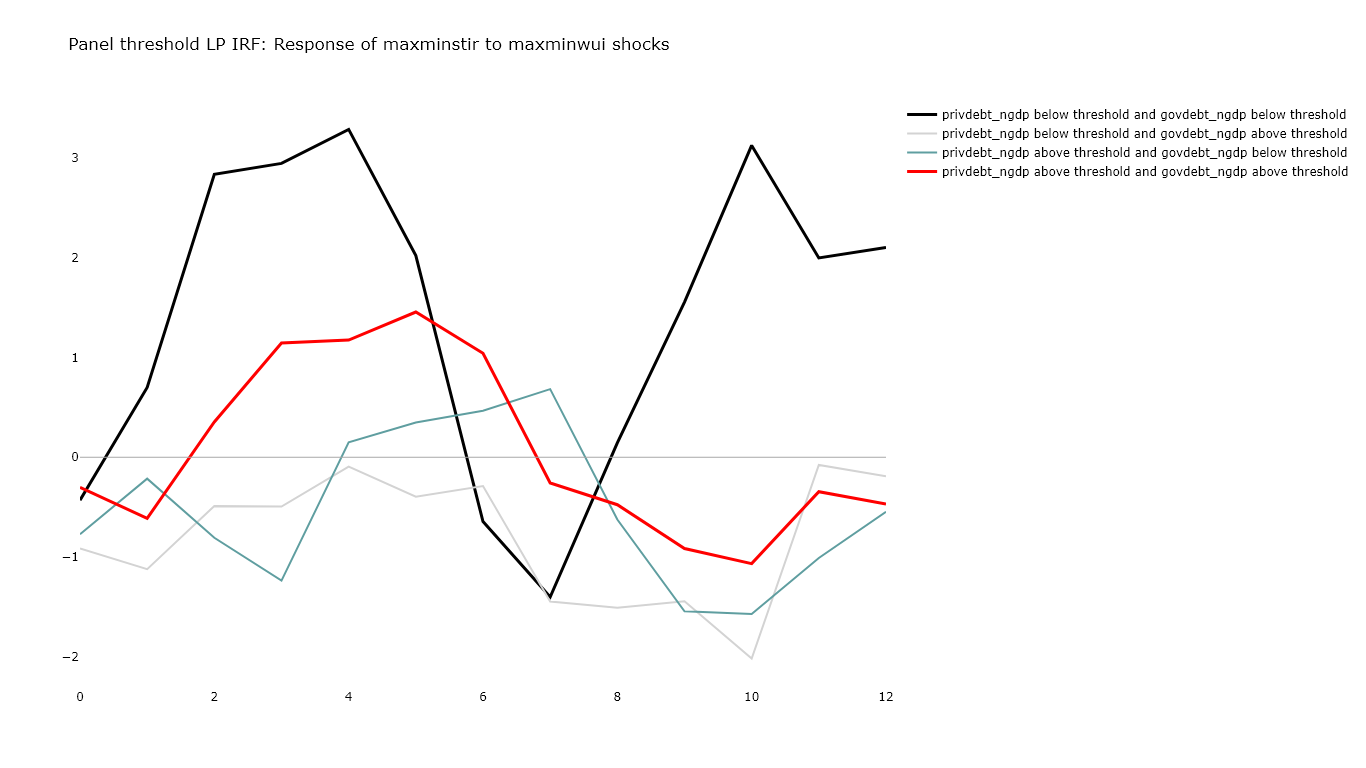 Panel threshold LP IRF: Response of maxminstir to maxminwui shocks
privdebt_ngdp below threshold and govdebt_ngdp below threshold
privdebt_ngdp below threshold and govdebt_ngdp above threshold
privdebt_ngdp above threshold and govdebt_ngdp below threshold
privdebt_ngdp above threshold and govdebt_ngdp above threshold
3
2
1
0
−1
−2
0 2 4 6 8 10 12